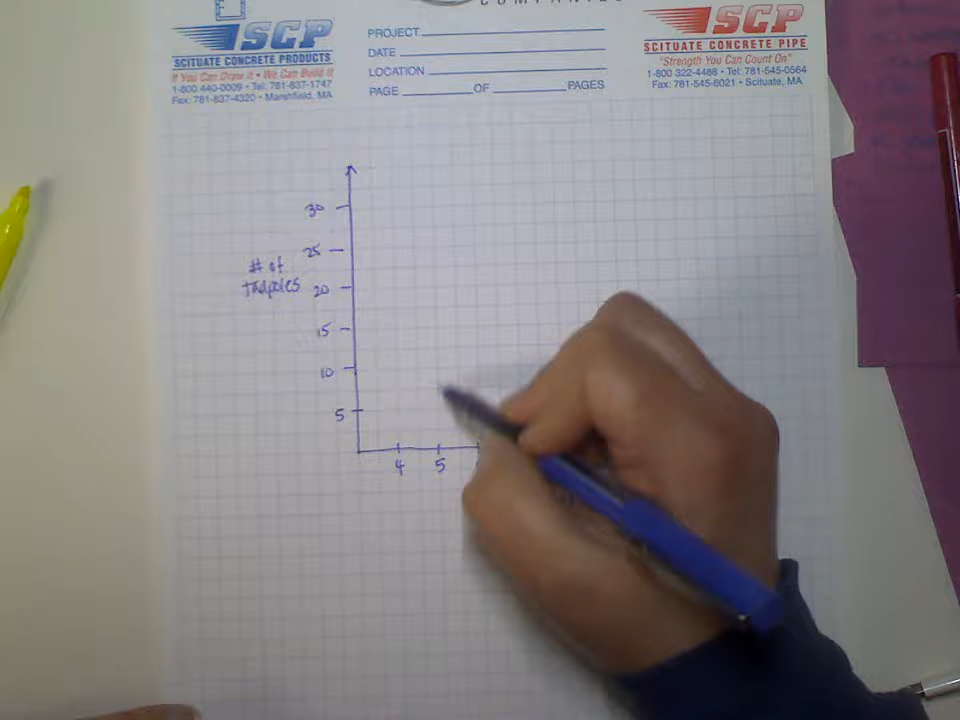 COMPANIES
SCP
SCITUATE CONCRETE PRODUCTS
If You Can Draw it • We Can Build it
1-800 440-0009 • Tel: 781-837-1747
Fax: 781-837-4320 • Marshfield, MA
PROJECT
DATE
LOCATION
PAGE OF PAGES
SCP
SCITUATE CONCRETE PIPE
"Strength You Can Count On"
1-800 322-4488 • Tel: 781-545-0564
Fax: 781-545-6021 • Scituate, MA
30
25
# of
tadpoles
20
15
10
5
4 5